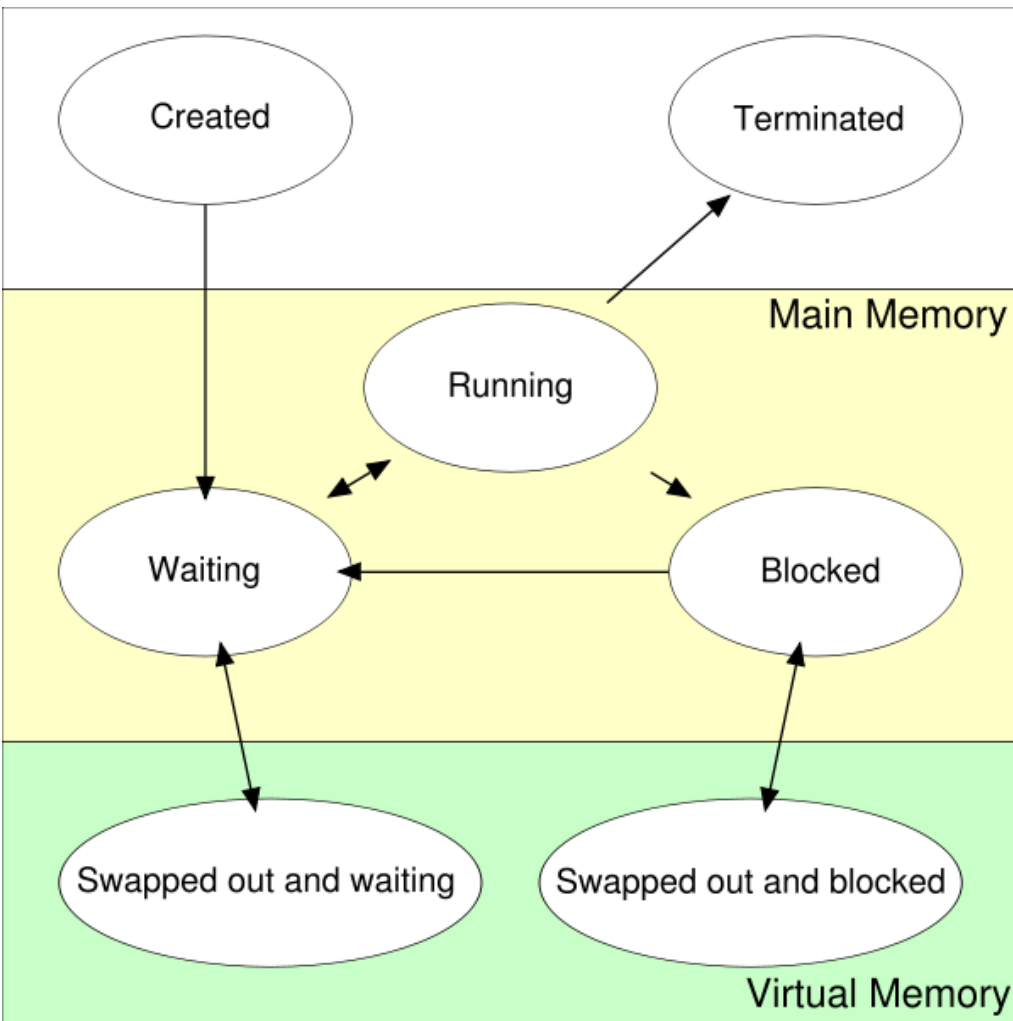 Created
Terminated
Main Memory
Running
Waiting
Blocked
Swapped out and waiting
Swapped out and blocked
Virtual Memory